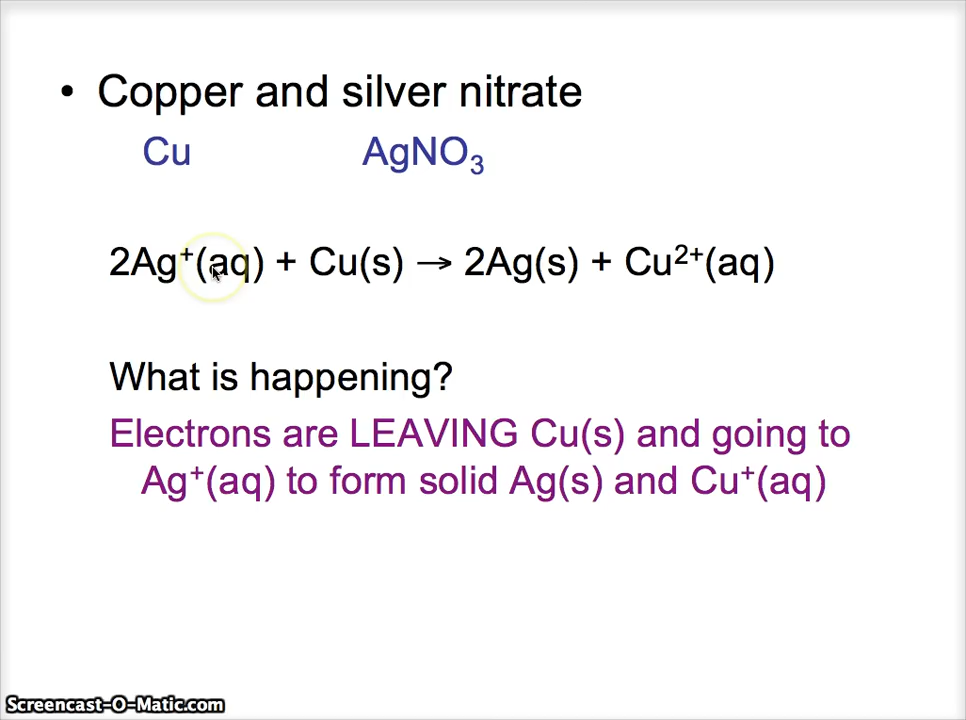 • Copper and silver nitrate
Cu AgNO₃
2Ag⁺(aq) + Cu(s) → 2Ag(s) + Cu²⁺(aq)
What is happening?
Electrons are LEAVING Cu(s) and going to
Ag⁺(aq) to form solid Ag(s) and Cu⁺(aq)
Screencast-O-Matic.com